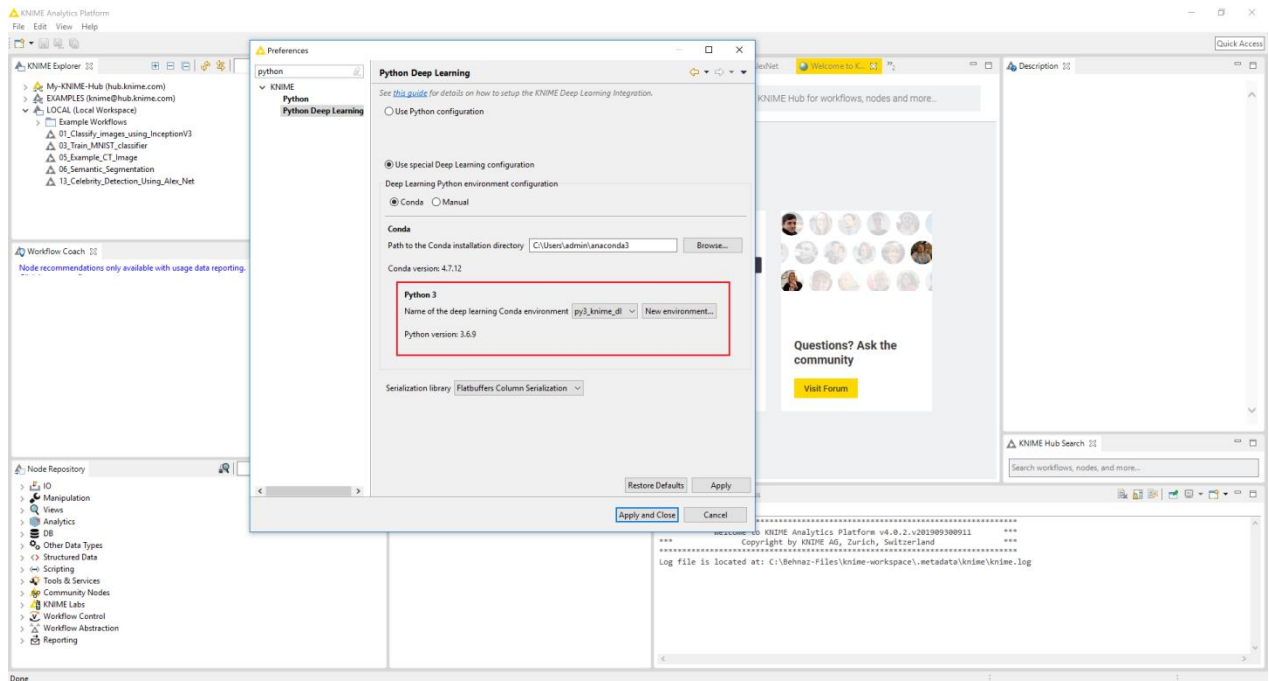 KNIME Analytics Platform
File Edit View Help
Quick Access
KNIME Explorer
My-KNIME-Hub (hub.knime.com)
EXAMPLES (knime@hub.knime.com)
LOCAL (Local Workspace)
Example Workflows
01_Classify_images_using_InceptionV3
03_Train_MNIST_classifier
05_Example_CT_Image
06_Semantic_Segmentation
13_Celebrity_Detection_Using_Alex_Net
Workflow Coach
Node recommendations only available with usage data reporting.
Node Repository
IO
Manipulation
Views
Analytics
DB
Other Data Types
Structured Data
Scripting
Tools & Services
Community Nodes
KNIME Labs
Workflow Control
Workflow Abstraction
Reporting
Preferences
python
KNIME
Python
Python Deep Learning
Python Deep Learning
See this guide for details on how to setup the KNIME Deep Learning Integration.
Use Python configuration
Use special Deep Learning configuration
Deep Learning Python environment configuration
Conda Manual
Conda
Path to the Conda installation directory C:\Users\admin\anaconda3 Browse...
Conda version: 4.7.12
Python 3
Name of the deep learning Conda environment py3_knime_dl New environment...
Python version: 3.6.9
Serialization library Flatbuffers Column Serialization
Restore Defaults Apply
Apply and Close Cancel
Welcome to K...
KNIME Hub for workflows, nodes and more..
Questions? Ask the
community
Visit Forum
Description
KNIME Hub Search
Search workflows, nodes, and more...
Welcome to KNIME Analytics Platform v4.0.2.v201909300911 ***
*** Copyright by KNIME AG, Zurich, Switzerland ***
Log file is located at: C:\Behnaz-Files\knime-workspace\.metadata\knime\knime.log
Done